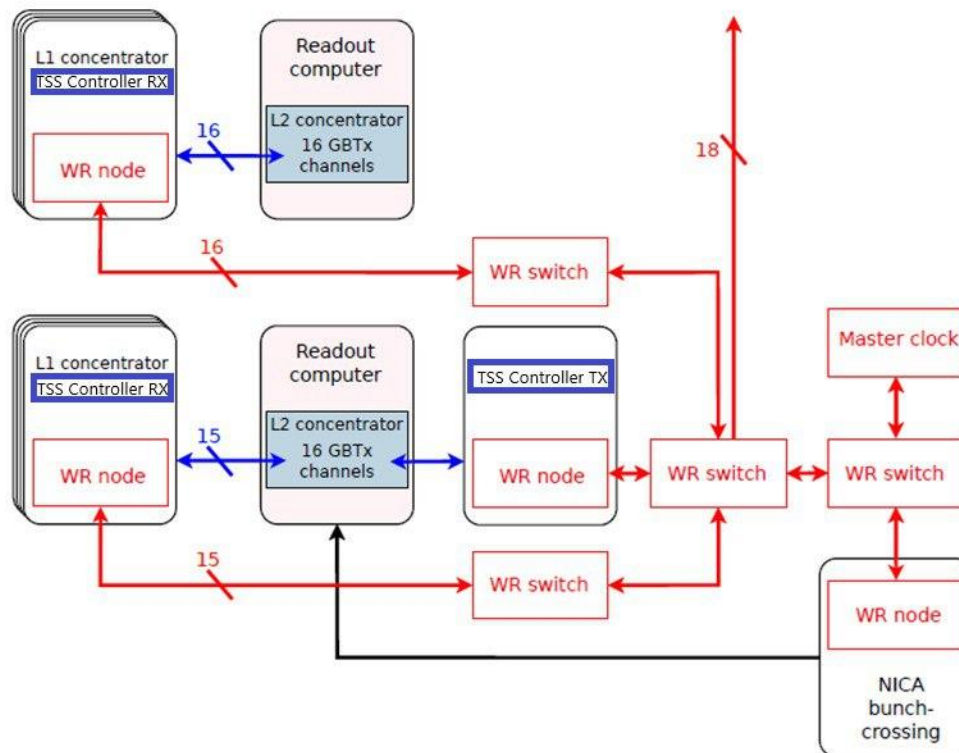 L1 concentrator
TSS Controller RX
WR node
16
Readout
computer
L2 concentrator
16 GBTx
channels
18
16
WR switch
L1 concentrator
TSS Controller RX
WR node
15
Readout
computer
L2 concentrator
16 GBTx
channels
TSS Controller TX
WR node
WR switch
Master clock
WR switch
15
WR switch
WR node
NICA
bunch-
crossing